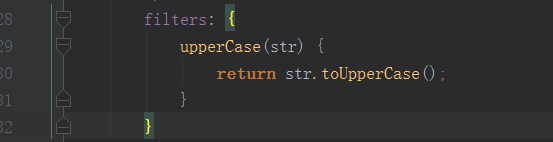 28 filters: {
29 upperCase(str) {
30 return str.toUpperCase();
31 }
32 }